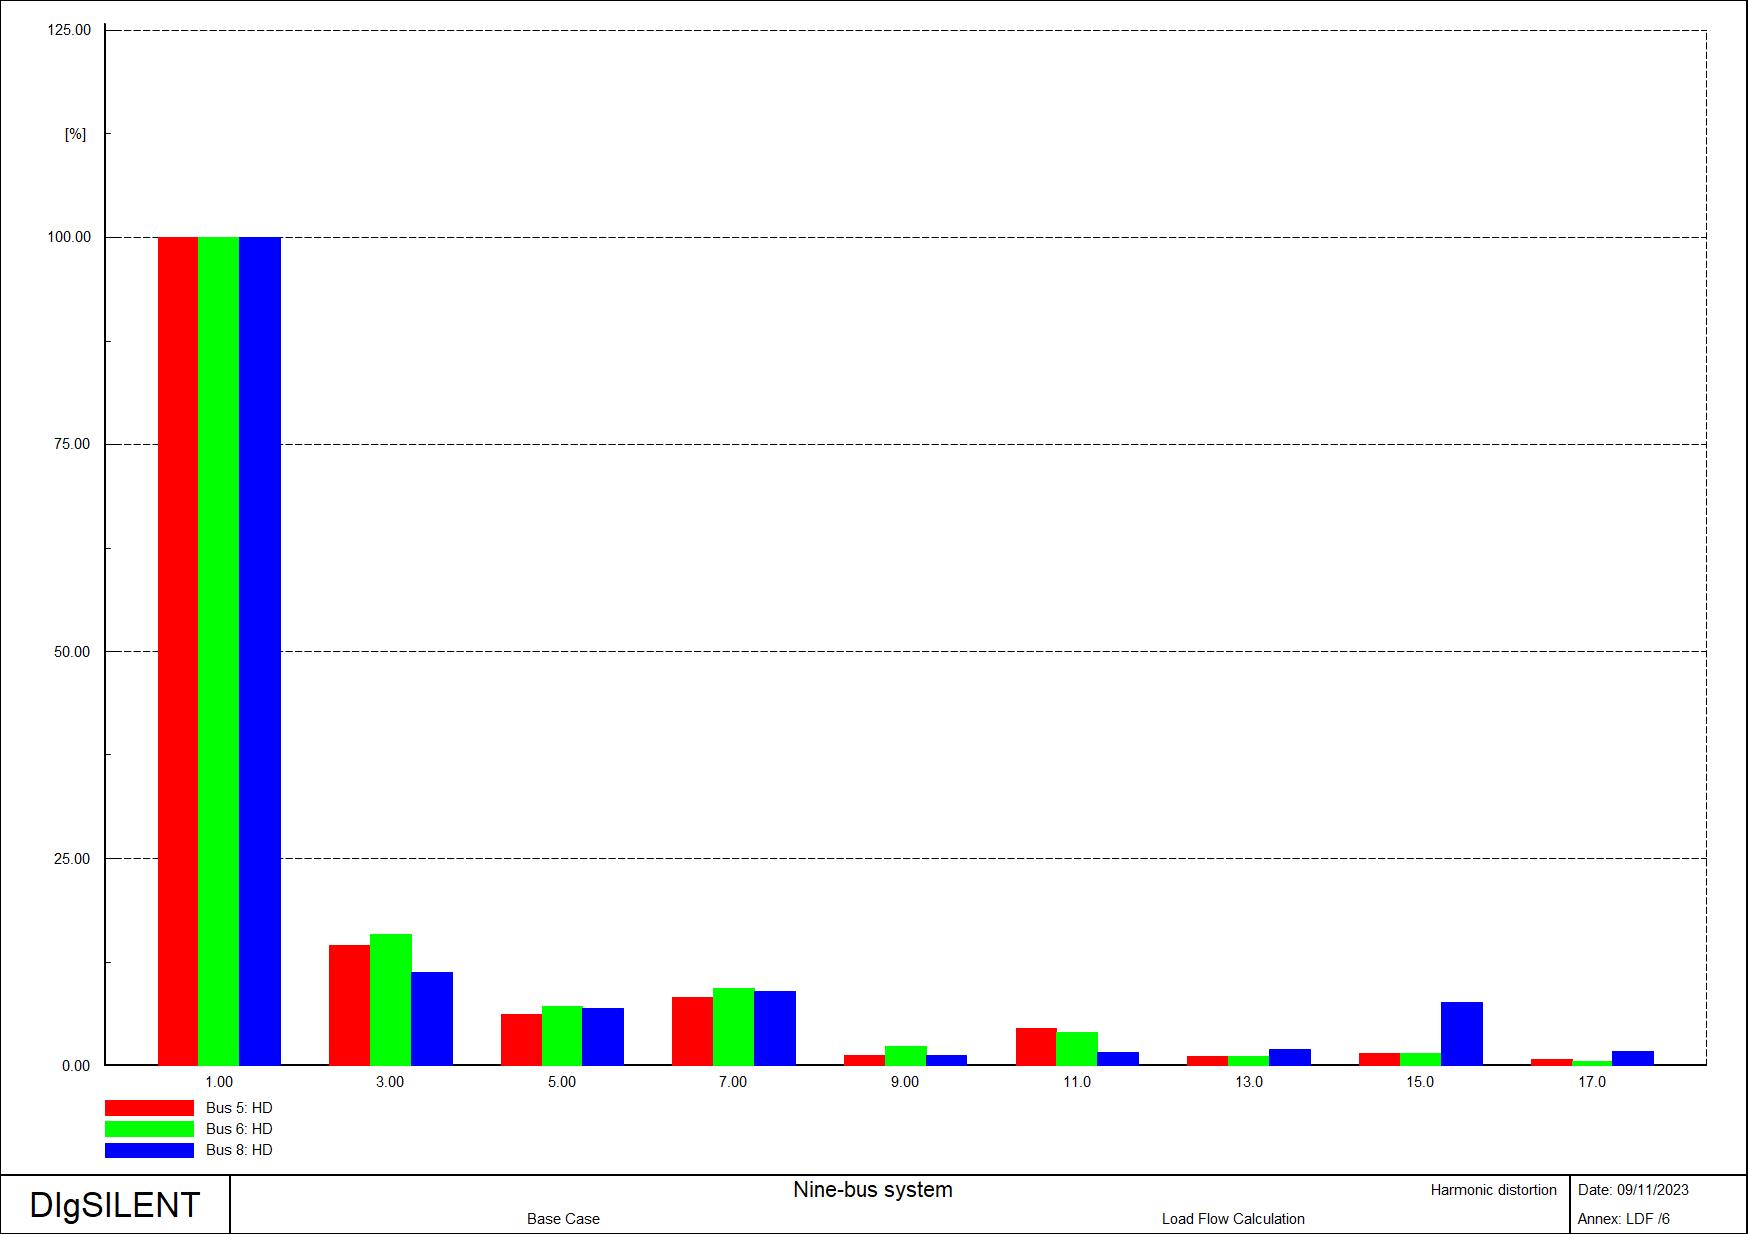 125.00
[%]
100.00
75.00
50.00
25.00
0.00
1.00 3.00 5.00 7.00 9.00 11.0 13.0 15.0 17.0
Bus 5: HD
Bus 6: HD
Bus 8: HD
DIgSILENT
Nine-bus system
Base Case
Harmonic distortion
Load Flow Calculation
Date: 09/11/2023
Annex: LDF /6